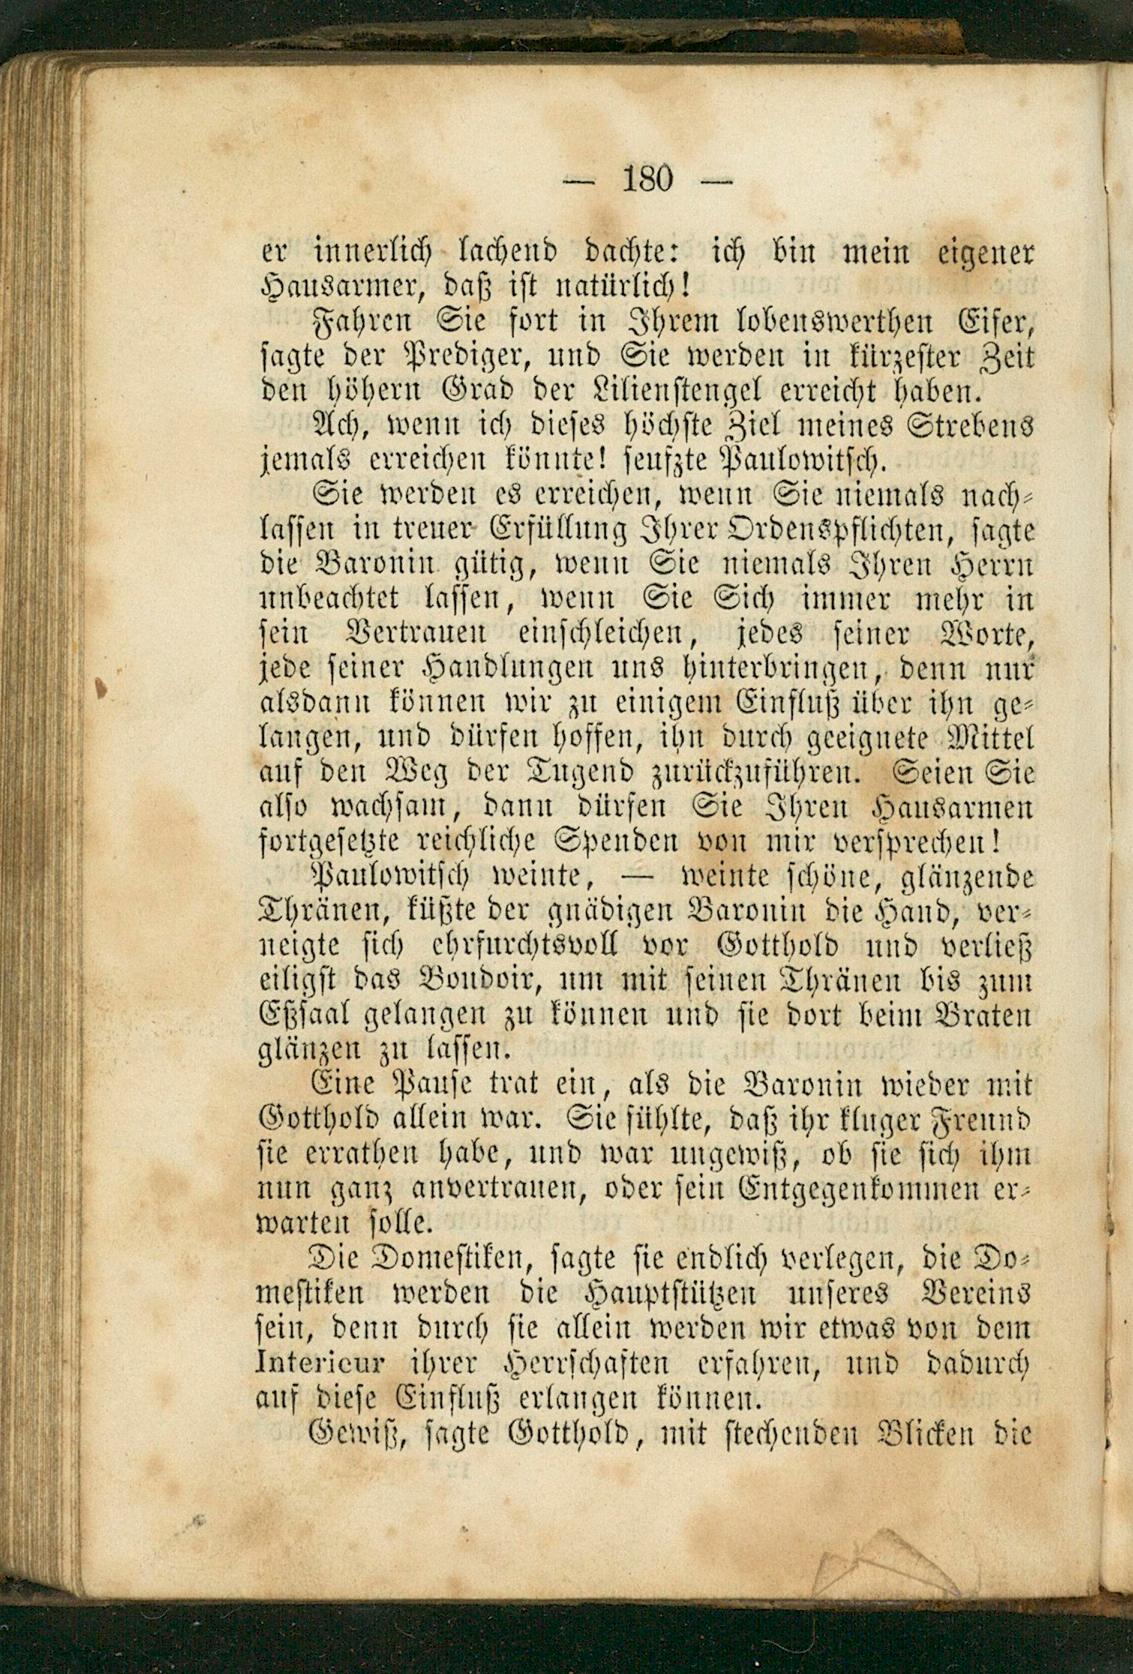 — 180 —
er innerlich lachend dachte: ich bin mein eigener
Hausarmer, daß ist natürlich!
Fahren Sie fort in Ihrem lobenswerthen Eifer,
sagte der Prediger, und Sie werden in kürzester Zeit
den höhern Grad der Lilienstengel erreicht haben.
Ach, wenn ich dieses höchste Ziel meines Strebens
jemals erreichen könnte! seufzte Paulowitsch.
Sie werden es erreichen, wenn Sie niemals nach-
lassen in treuer Erfüllung Ihrer Ordenspflichten, sagte
die Baronin gütig, wenn Sie niemals Ihren Herrn
unbeachtet lassen, wenn Sie Sich immer mehr in
sein Vertrauen einschleichen, jedes seiner Worte,
jede seiner Handlungen uns hinterbringen, denn nur
alsdann können wir zu einigem Einfluß über ihn ge-
langen, und dürfen hoffen, ihn durch geeignete Mittel
auf den Weg der Tugend zurückzuführen. Seien Sie
also wachsam, dann dürfen Sie Ihren Hausarmen
fortgesetzte reichliche Spenden von mir versprechen!
Paulowitsch weinte, — weinte schöne, glänzende
Thränen, küßte der gnädigen Baronin die Hand, ver-
neigte sich ehrfurchtsvoll vor Gotthold und verließ
eiligst das Boudoir, um mit seinen Thränen bis zum
Eßsaal gelangen zu können und sie dort beim Braten
glänzen zu lassen.
Eine Pause trat ein, als die Baronin wieder mit
Gotthold allein war. Sie fühlte, daß ihr kluger Freund
sie errathen habe, und war ungewiß, ob sie sich ihm
nun ganz anvertrauen, oder sein Entgegenkommen er-
warten solle.
Die Domestiken, sagte sie endlich verlegen, die Do-
mestiken werden die Hauptstützen unseres Vereins
sein, denn durch sie allein werden wir etwas von dem
Interieur ihrer Herrschaften erfahren, und dadurch
auf diese Einfluß erlangen können.
Gewiß, sagte Gotthold, mit stechenden Blicken die